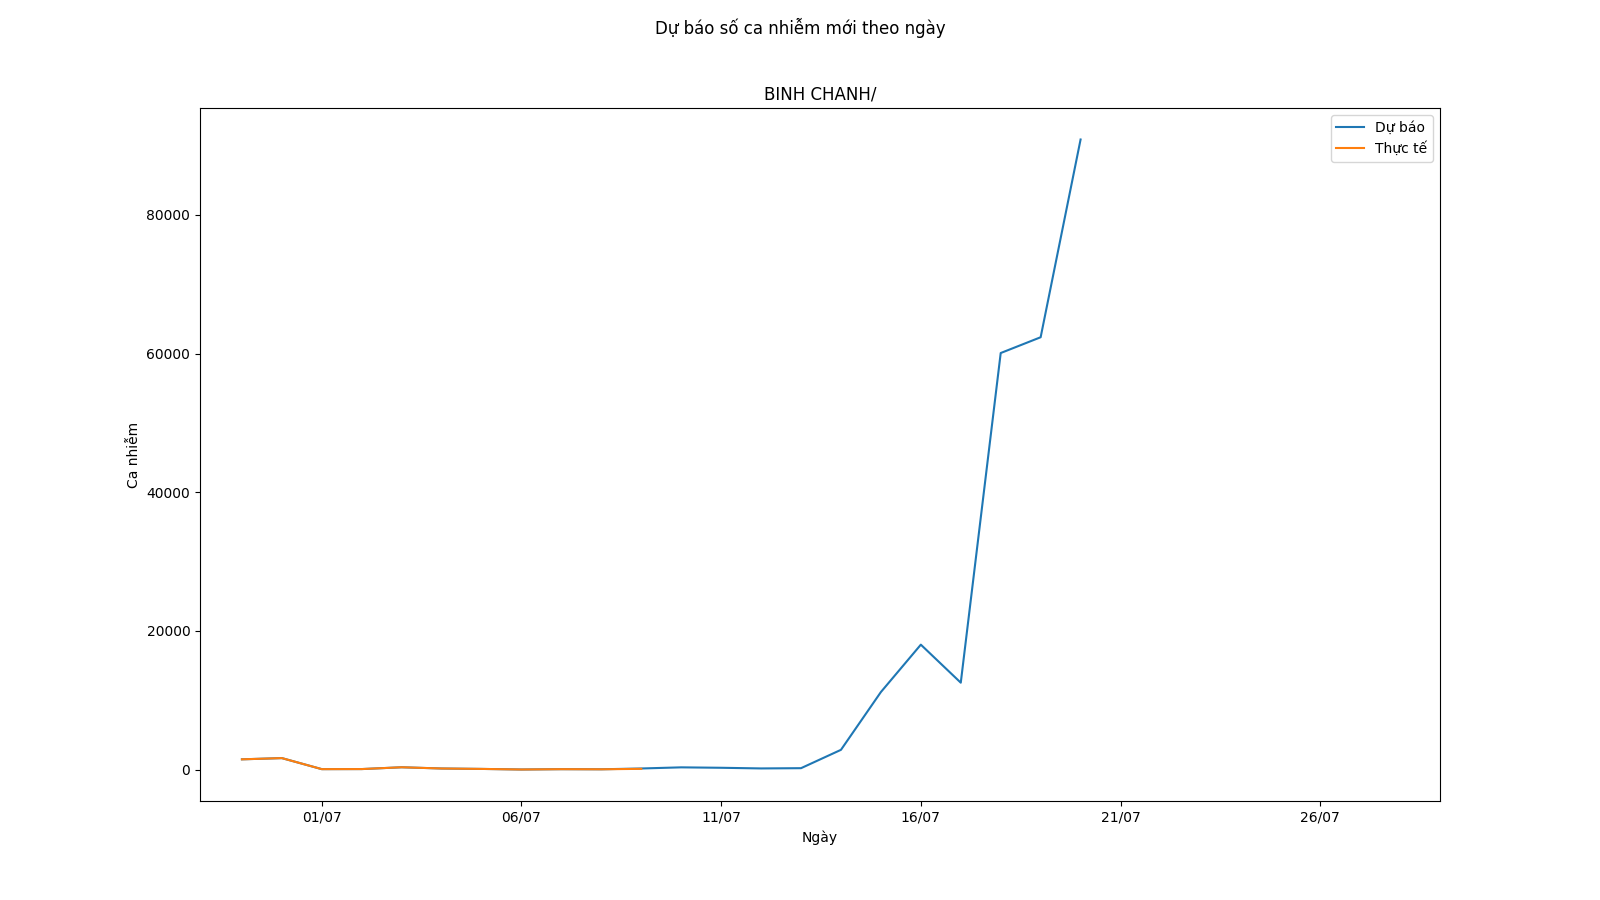 Dự báo số ca nhiễm mới theo ngày
BINH CHANH/
Dự báo
Thực tế
80000
60000
40000
20000
0
Ca nhiễm
01/07
06/07
11/07
16/07
21/07
26/07
Ngày